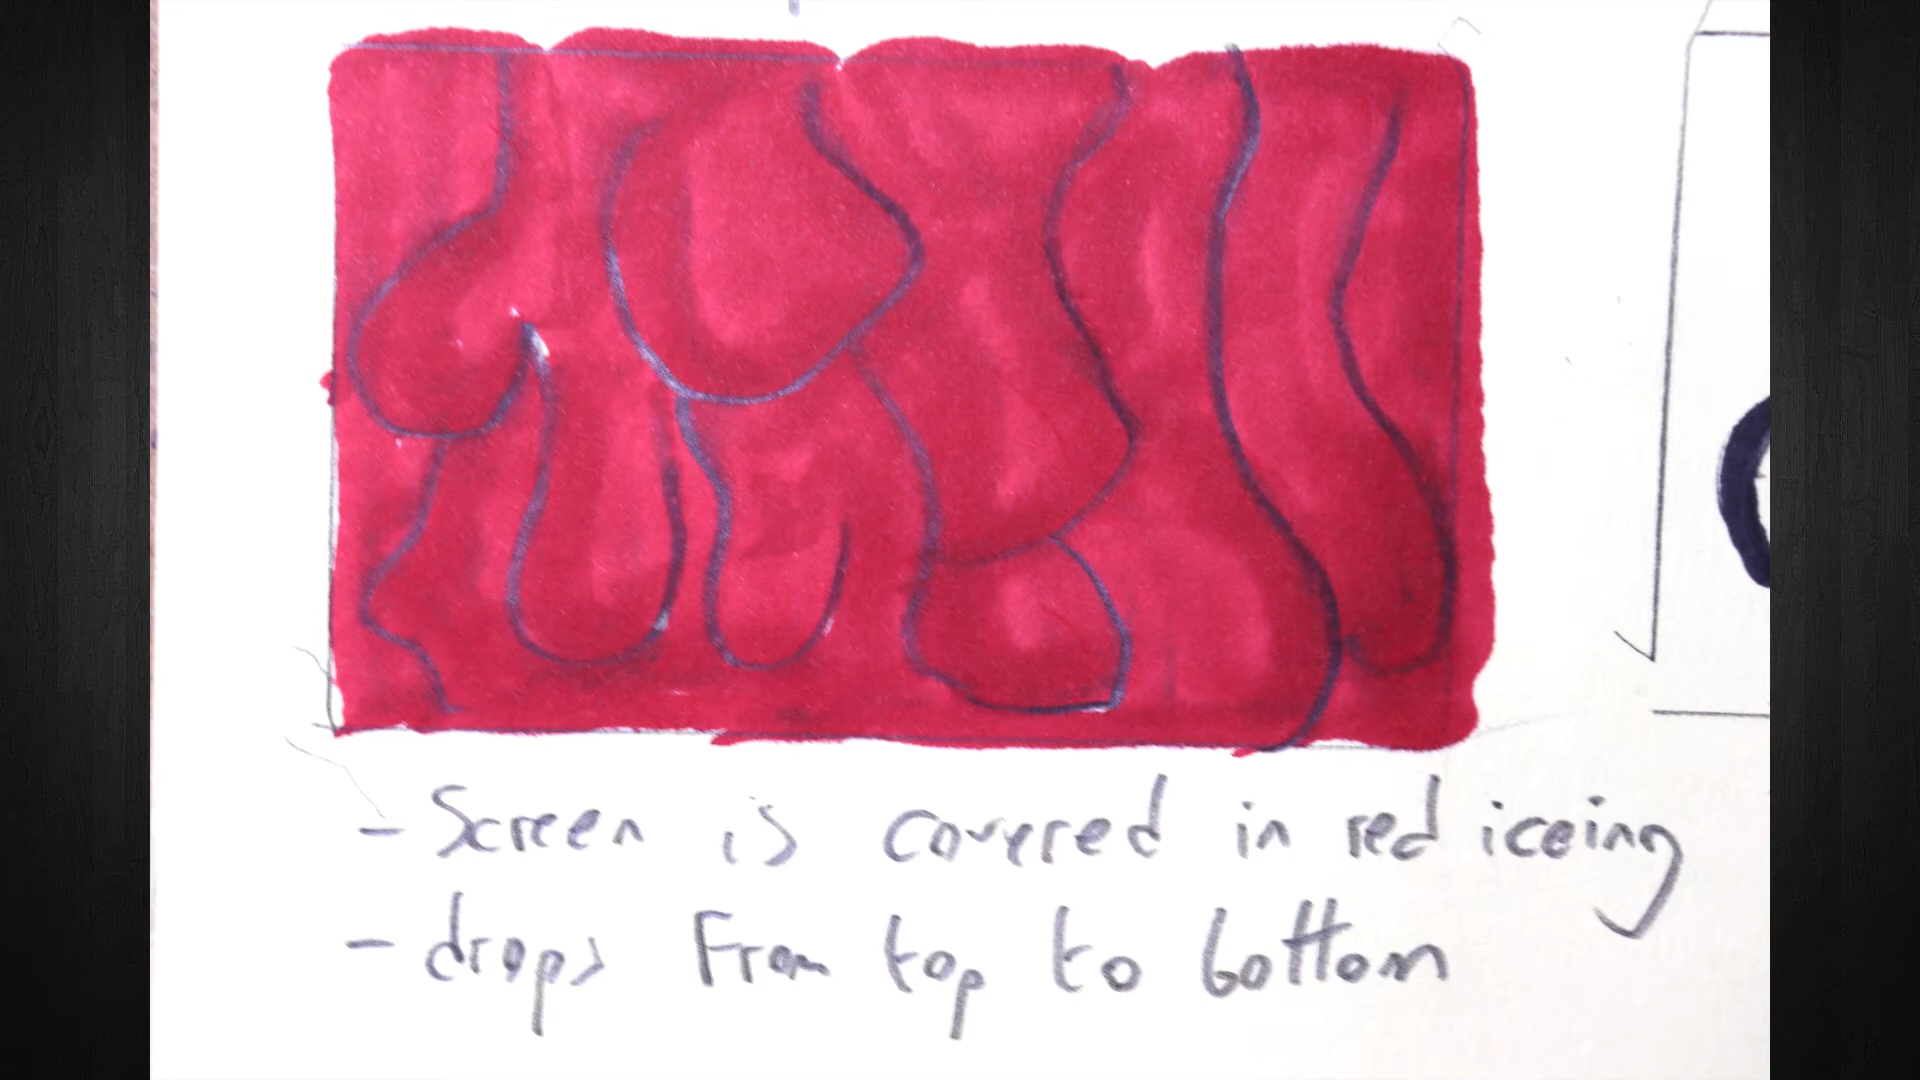 - Screen is covered in red iceing
- drops From top to bottom